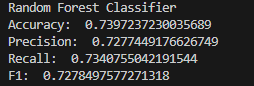 Random Forest Classifier
Accuracy:  0.7397237230035689
Precision:  0.7277449176626749
Recall:  0.7340755042191544
F1:  0.7278497577271318